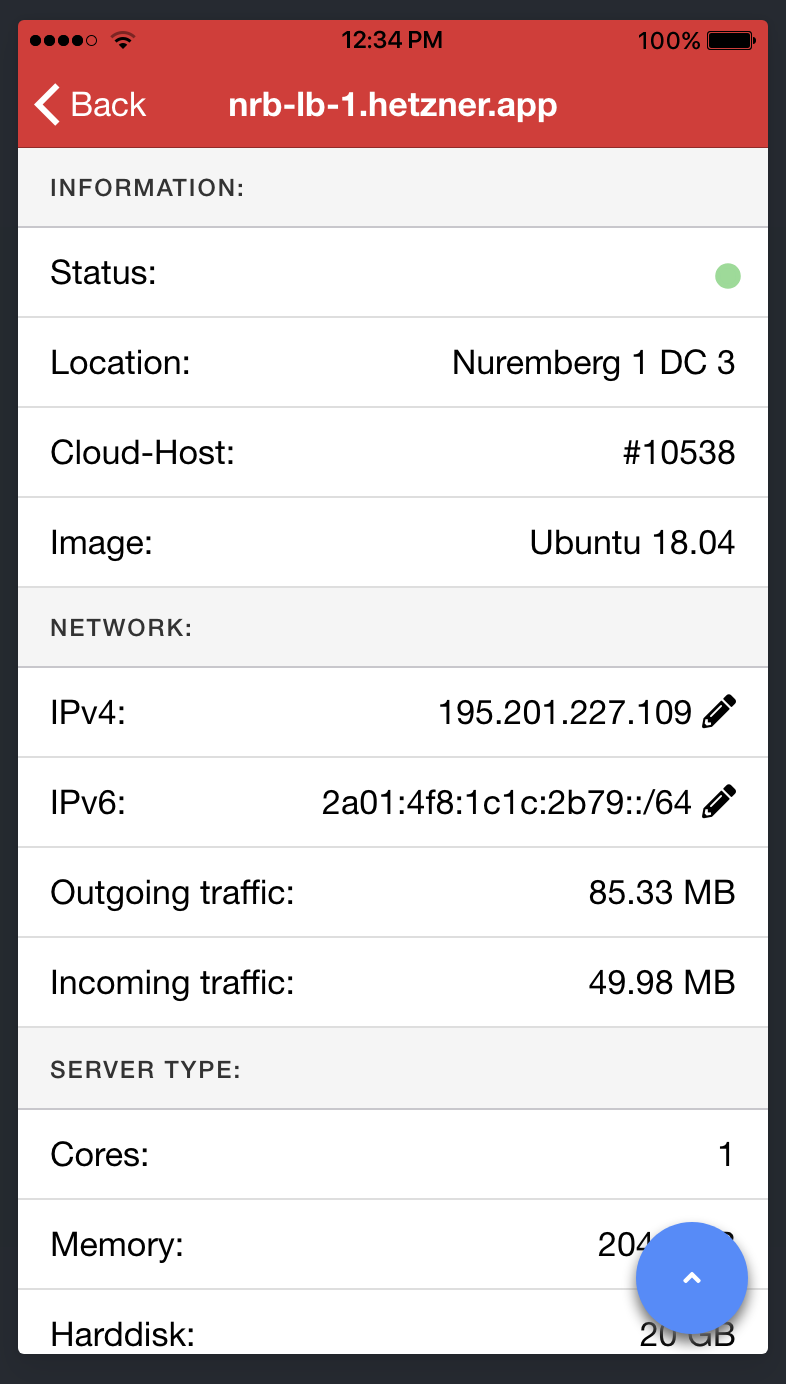 12:34 PM
100%
Back
nrb-lb-1.hetzner.app
INFORMATION:
Status:
Location: Nuremberg 1 DC 3
Cloud-Host: #10538
Image: Ubuntu 18.04
NETWORK:
IPv4: 195.201.227.109
IPv6: 2a01:4f8:1c1c:2b79::/64
Outgoing traffic: 85.33 MB
Incoming traffic: 49.98 MB
SERVER TYPE:
Cores: 1
Memory:
Harddisk: 20 GB